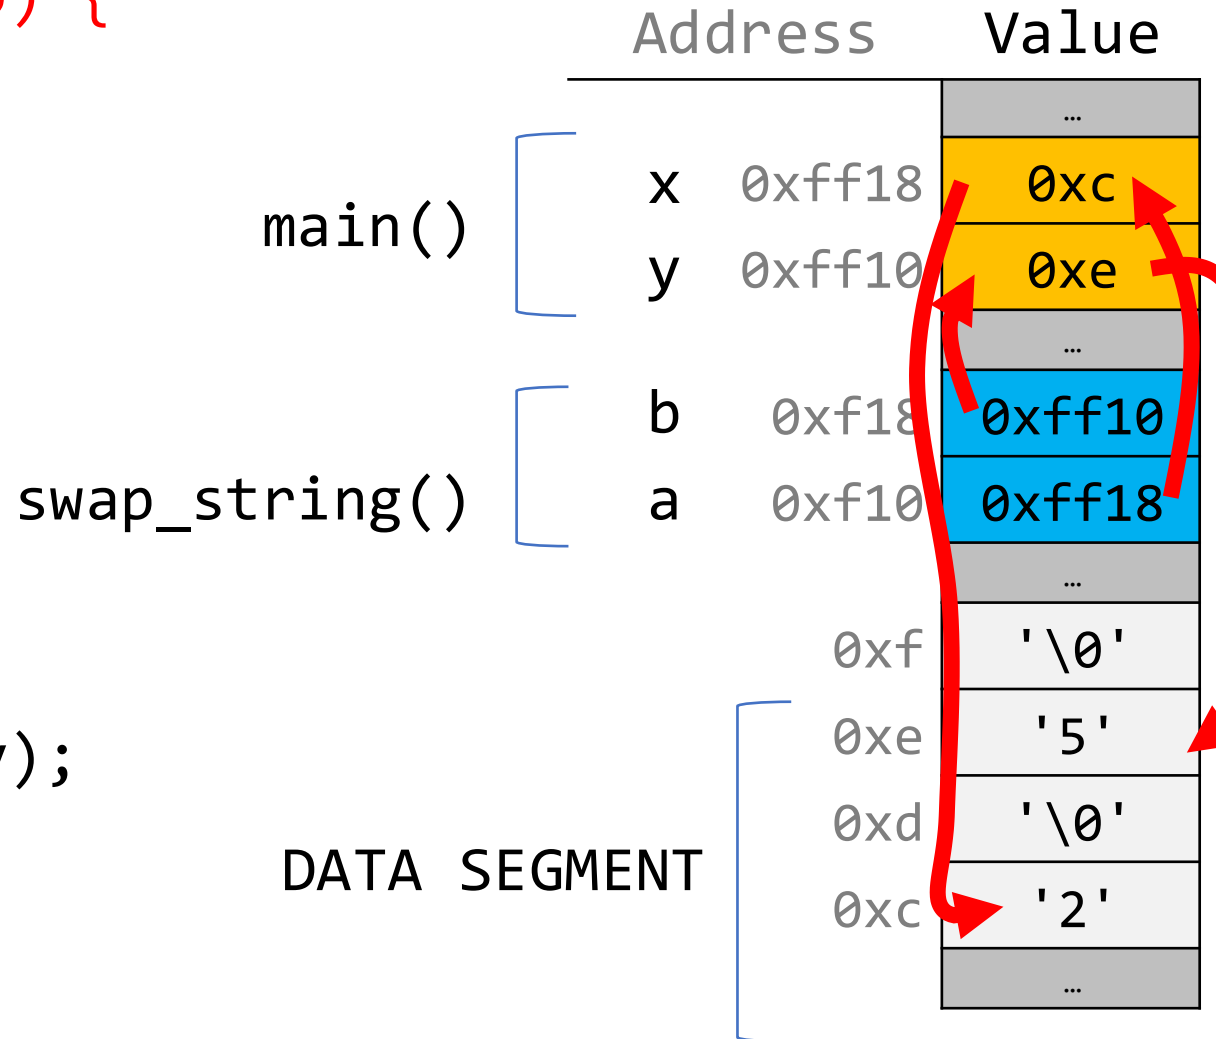 ) {
Address Value
…
x 0xff18 0xc
main()
y 0xff10 0xe
…
b 0xf18 0xff10
swap_string() a 0xf10 0xff18
…
0xf '\0'
0xe '5'
);
0xd '\0'
DATA SEGMENT
0xc '2'
…